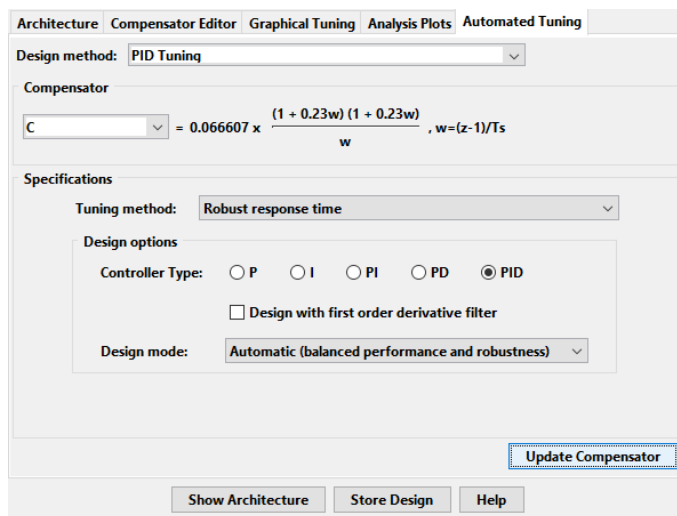 Architecture Compensator Editor Graphical Tuning Analysis Plots Automated Tuning
Design method: PID Tuning
Compensator
C = 0.066607 x (1 + 0.23w) (1 + 0.23w) , w=(z-1)/Ts
w
Specifications
Tuning method: Robust response time
Design options
Controller Type: P I PI PD PID
Design with first order derivative filter
Design mode: Automatic (balanced performance and robustness)
Update Compensator
Show Architecture Store Design Help